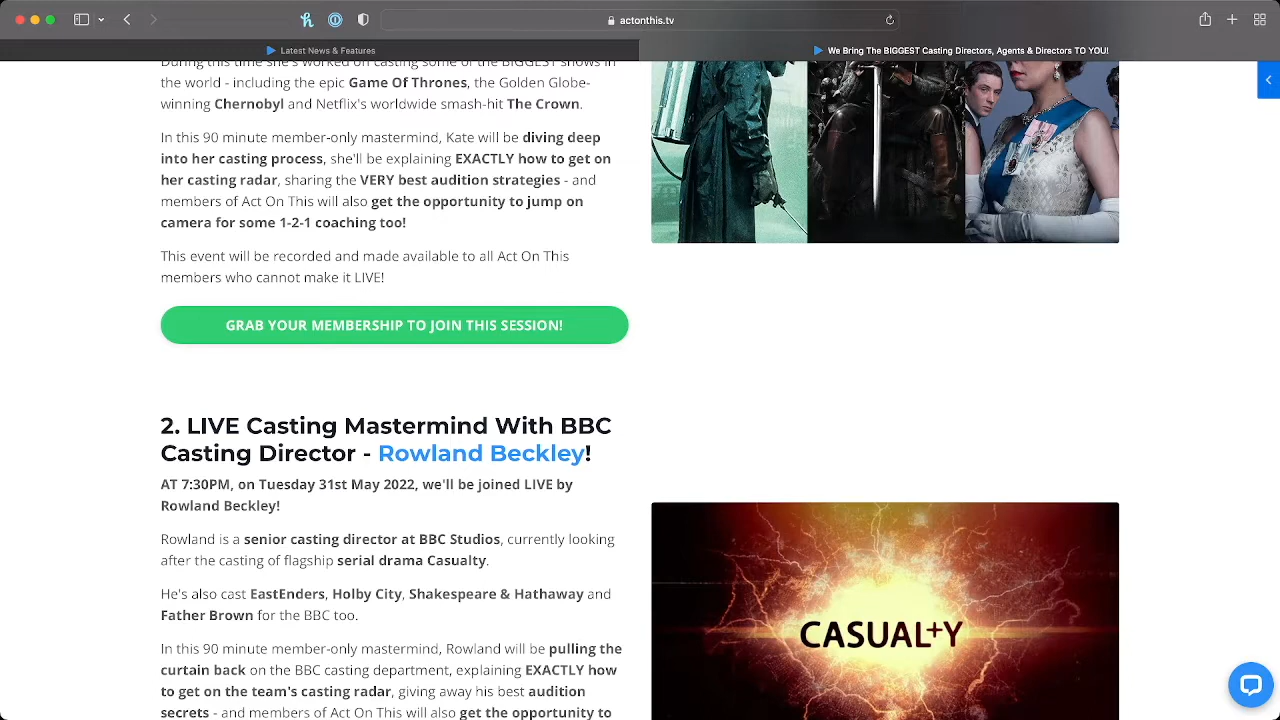 actonthis.tv
Latest News & Features
We Bring The BIGGEST Casting Directors, Agents & Directors TO YOU!
During this time she's worked on casting some of the BIGGEST shows in
the world - including the epic Game Of Thrones, the Golden Globe-
winning Chernobyl and Netflix's worldwide smash-hit The Crown.
In this 90 minute member-only mastermind, Kate will be diving deep
into her casting process, she'll be explaining EXACTLY how to get on
her casting radar, sharing the VERY best audition strategies - and
members of Act On This will also get the opportunity to jump on
camera for some 1-2-1 coaching too!
This event will be recorded and made available to all Act On This
members who cannot make it LIVE!
GRAB YOUR MEMBERSHIP TO JOIN THIS SESSION!
2. LIVE Casting Mastermind With BBC
Casting Director - Rowland Beckley!
AT 7:30PM, on Tuesday 31st May 2022, we'll be joined LIVE by
Rowland Beckley!
Rowland is a senior casting director at BBC Studios, currently looking
after the casting of flagship serial drama Casualty.
He's also cast EastEnders, Holby City, Shakespeare & Hathaway and
Father Brown for the BBC too.
In this 90 minute member-only mastermind, Rowland will be pulling the
curtain back on the BBC casting department, explaining EXACTLY how
to get on the team's casting radar, giving away his best audition
secrets - and members of Act On This will also get the opportunity to
CASUAL+Y